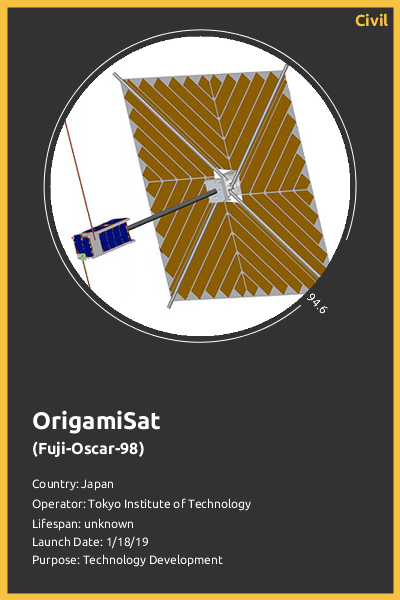 Civil
94.6
OrigamiSat
(Fuji-Oscar-98)
Country: Japan
Operator: Tokyo Institute of Technology
Lifespan: unknown
Launch Date: 1/18/19
Purpose: Technology Development